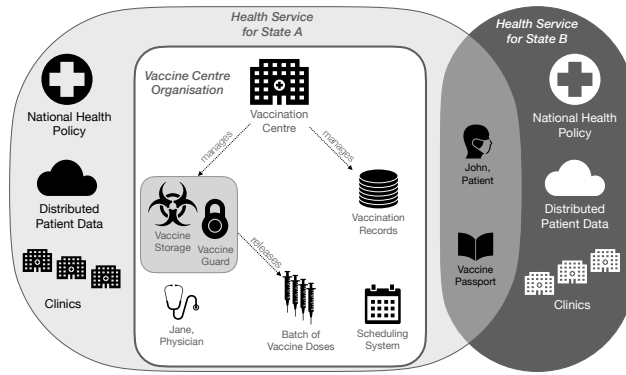 Health Service
for State A
Health Service
for State B
Vaccine Centre
Organisation
Vaccination
Centre
National Health
Policy
Distributed
Patient Data
Clinics
manages
manages
Vaccine
Storage
Vaccine
Guard
Vaccination
Records
releases
Jane,
Physician
Batch of
Vaccine Doses
Scheduling
System
John,
Patient
Vaccine
Passport
National Health
Policy
Distributed
Patient Data
Clinics